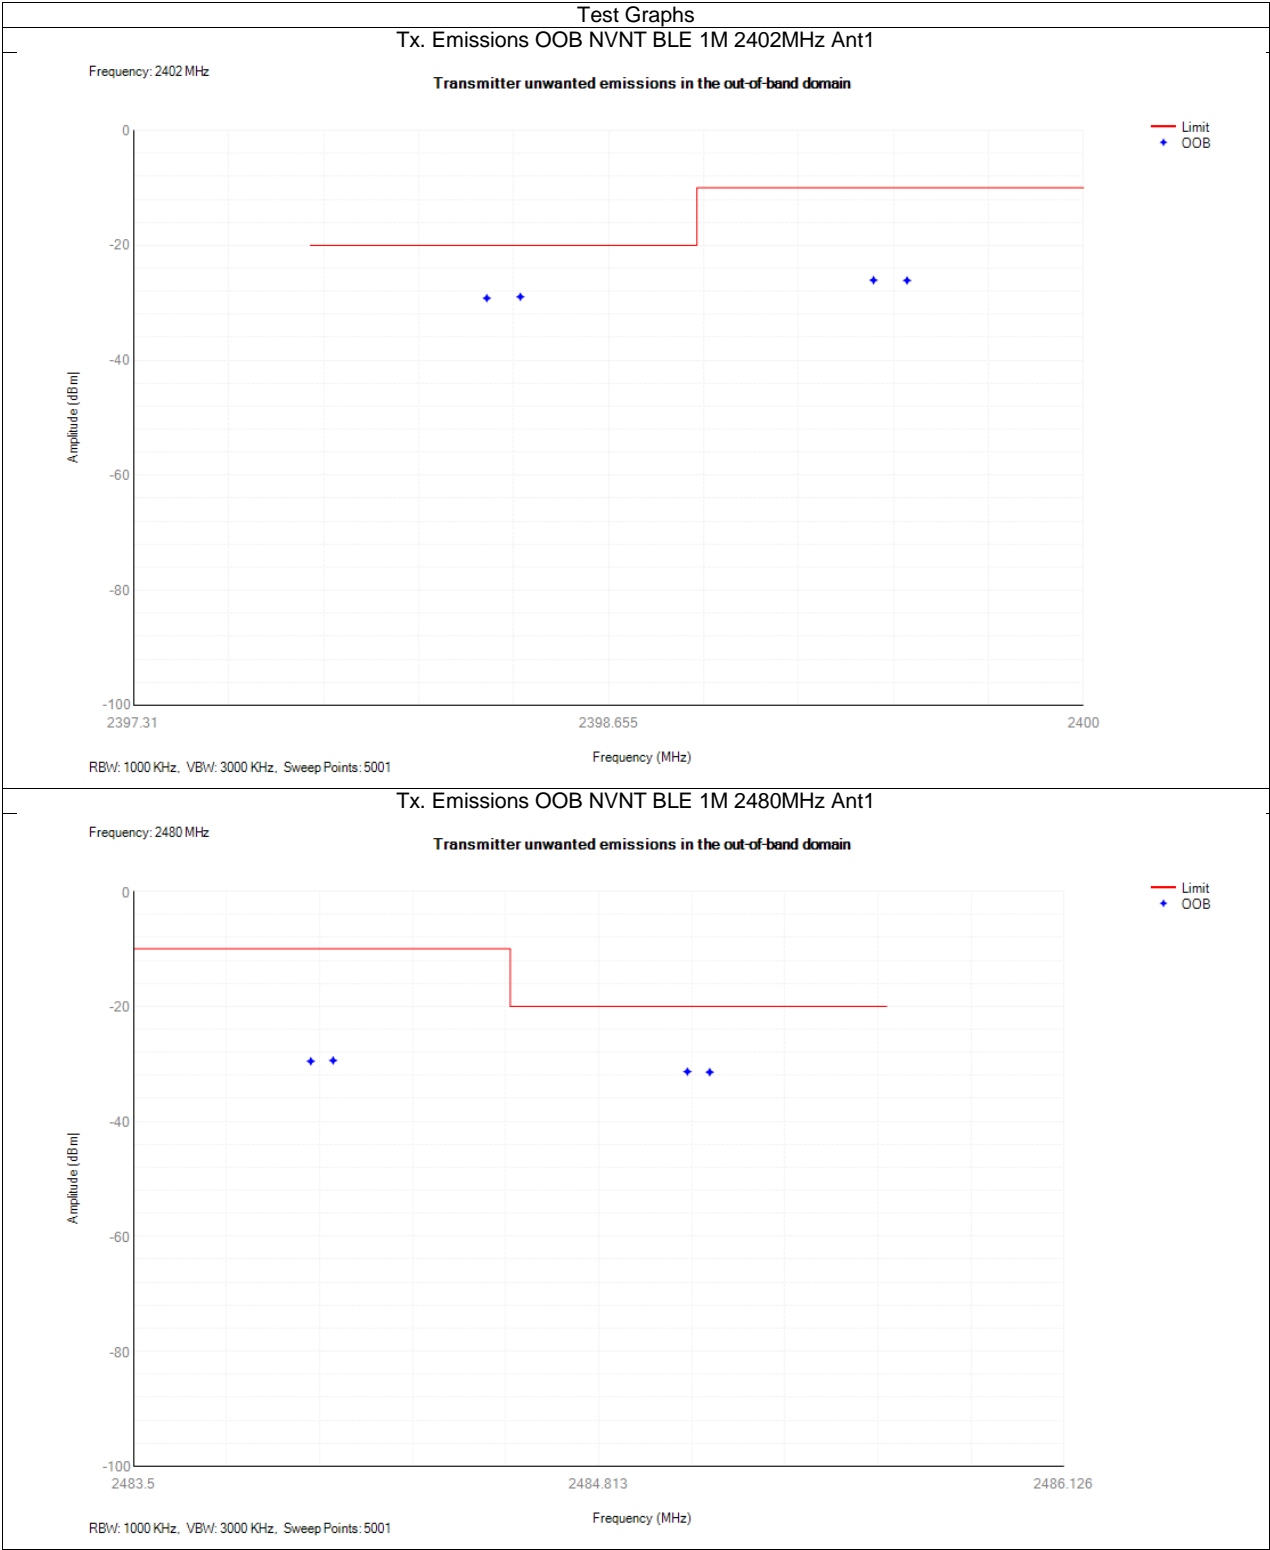 Test Graphs
Tx. Emissions OOB NVNT BLE 1M 2402MHz Ant1
Frequency: 2402 MHz
Transmitter unwanted emissions in the out-of-band domain
Limit
OOB
0
-20
-40
-60
-80
-100
Amplitude [dBm]
2397.31
2398.655
2400
Frequency (MHz)
RBW: 1000 KHz, VBW: 3000 KHz, Sweep Points: 5001
Tx. Emissions OOB NVNT BLE 1M 2480MHz Ant1
Frequency: 2480 MHz
Transmitter unwanted emissions in the out-of-band domain
Limit
OOB
0
-20
-40
-60
-80
-100
Amplitude [dBm]
2483.5
2484.813
2486.126
Frequency (MHz)
RBW: 1000 KHz, VBW: 3000 KHz, Sweep Points: 5001